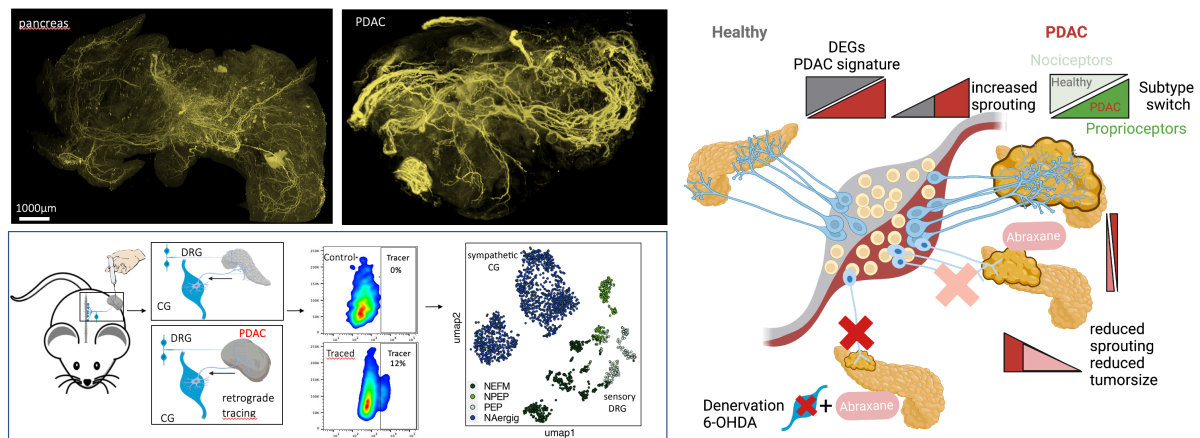 pancreas
1000µm
PDAC
DRG
CG
DRG
PDAC
retrograde
tracing
CG
Control
Tracer
0%
Traced
Tracer
12%
sympathetic
CG
NEFM
NPEP
PEP
NAergig
sensory
DRG
umap2
umap1
Healthy
DEGs
PDAC signature
increased
sprouting
PDAC
Nociceptors
Healthy
PDAC
Subtype
switch
Proprioceptors
Abraxane
reduced
sprouting
reduced
tumorsize
Denervation
6-OHDA
+
Abraxane